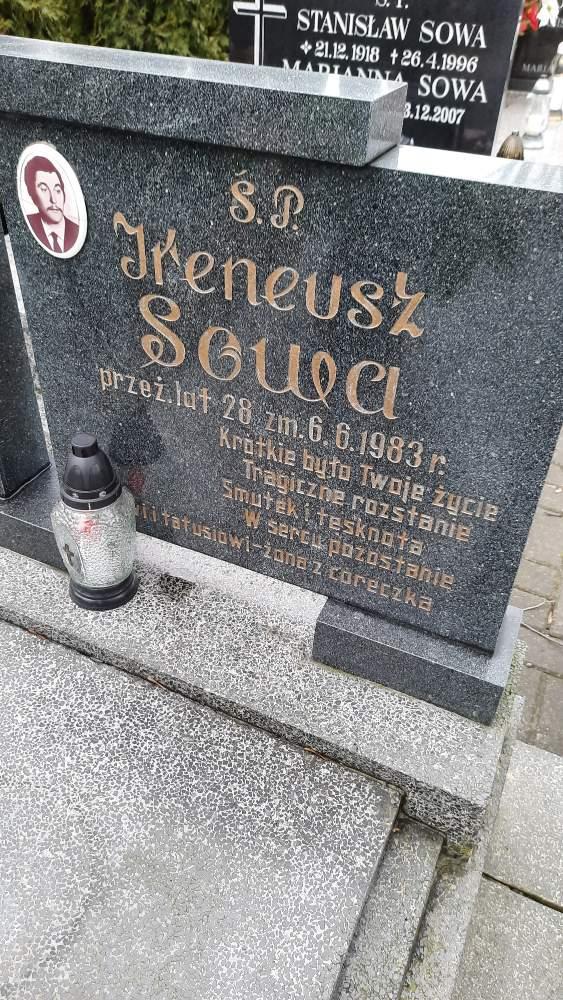 Ś.P.
STANISŁAW SOWA
+21.12.1918 +26.4.1996
MARIANNA SOWA
3.12.2007
MARIA
Ś.P.
Ireneusz
Sowa
przeż.lat 28 zm.6.6.1983 r.
Krótkie było Twoje życie
Tragiczne rozstanie
Smutek i tęsknota
W sercu pozostanie
i tatusiowi-żona z córeczką